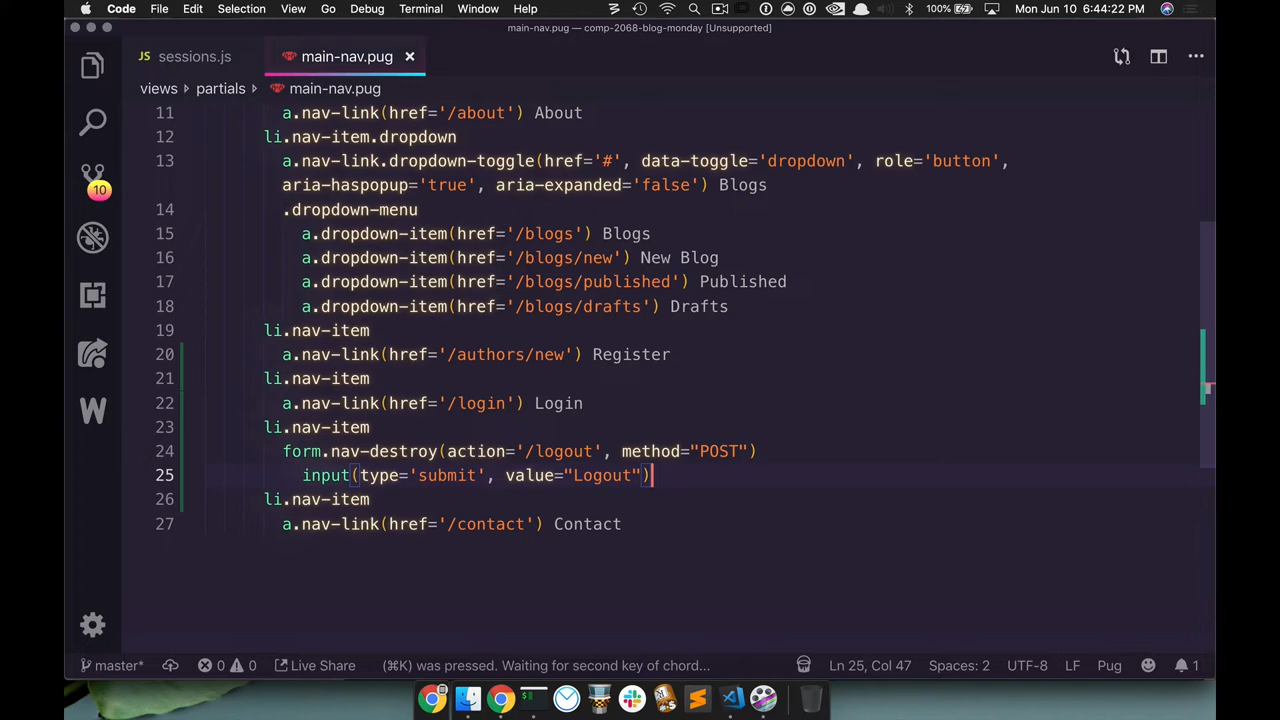 Code File Edit Selection View Go Debug Terminal Window Help 100% Mon Jun 10 6:44:22 PM
main-nav.pug — comp-2068-blog-monday [Unsupported]
JS sessions.js main-nav.pug
views partials main-nav.pug
11 a.nav-link(href='/about') About
12 li.nav-item.dropdown
13 a.nav-link.dropdown-toggle(href='#', data-toggle='dropdown', role='button',
aria-haspopup='true', aria-expanded='false') Blogs
14 .dropdown-menu
15 a.dropdown-item(href='/blogs') Blogs
16 a.dropdown-item(href='/blogs/new') New Blog
17 a.dropdown-item(href='/blogs/published') Published
18 a.dropdown-item(href='/blogs/drafts') Drafts
19 li.nav-item
20 a.nav-link(href='/authors/new') Register
21 li.nav-item
22 a.nav-link(href='/login') Login
23 li.nav-item
24 form.nav-destroy(action='/logout', method="POST")
25 input(type='submit', value="Logout")
26 li.nav-item
27 a.nav-link(href='/contact') Contact
10
W
master* 0 0 Live Share (⌘K) was pressed. Waiting for second key of chord... Ln 25, Col 47 Spaces: 2 UTF-8 LF Pug 1